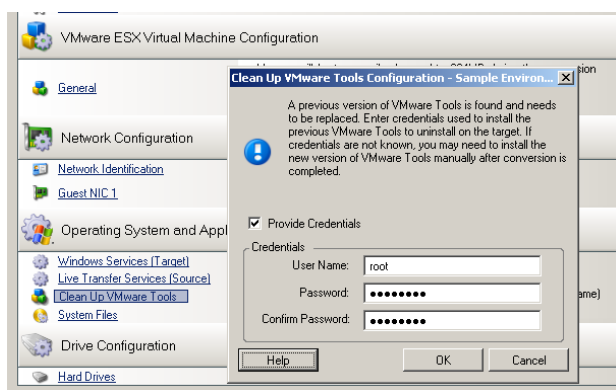 VMware ESX Virtual Machine Configuration
sion
General
Network Configuration
Network Identification
Guest NIC 1
Operating System and Appl
Windows Services (Target)
Live Transfer Services (Source)
Clean Up VMware Tools
ame)
System Files
Drive Configuration
Hard Drives
Clean Up VMware Tools Configuration - Sample Environ...
A previous version of VMware Tools is found and needs
to be replaced. Enter credentials used to install the
previous VMware Tools to uninstall on the target. If
credentials are not known, you may need to install the
new version of VMware Tools manually after conversion is
completed.
Provide Credentials
Credentials
User Name: root
Password: ●●●●●●●●
Confirm Password: ●●●●●●●●
Help OK Cancel